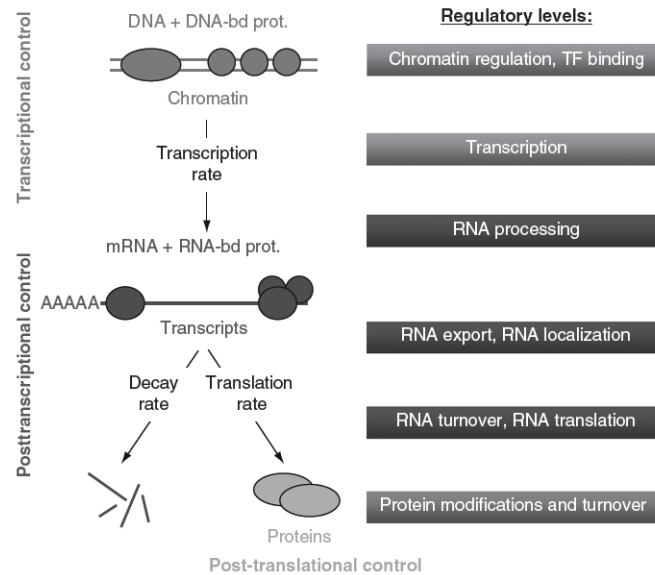 Transcriptional control
Posttranscriptional control
DNA + DNA-bd prot.
Chromatin
Transcription
rate
mRNA + RNA-bd prot.
AAAAA
Transcripts
Decay
rate
Translation
rate
Proteins
Post-translational control
Regulatory levels:
Chromatin regulation, TF binding
Transcription
RNA processing
RNA export, RNA localization
RNA turnover, RNA translation
Protein modifications and turnover